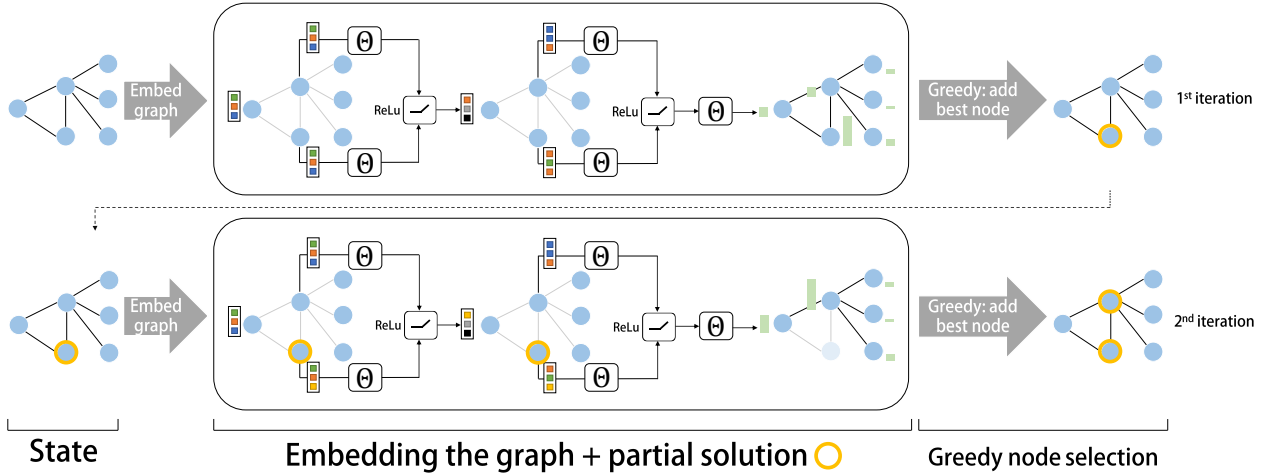 Embed
graph
Θ
ReLu
Θ
Θ
ReLu
Θ
Θ
Greedy: add
best node
1st iteration
Embed
graph
Θ
ReLu
Θ
Θ
ReLu
Θ
Θ
Greedy: add
best node
2nd iteration
State
Embedding the graph + partial solution
Greedy node selection